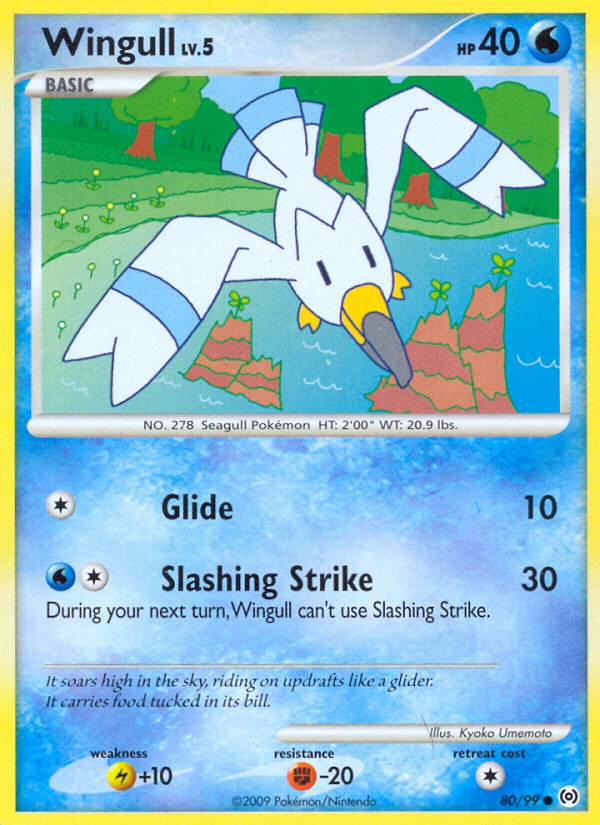 Wingull LV.5 HP 40
BASIC
NO. 278 Seagull Pokémon HT: 2'00" WT: 20.9 lbs.
Glide 10
Slashing Strike 30
During your next turn, Wingull can't use Slashing Strike.
It soars high in the sky, riding on updrafts like a glider.
It carries food tucked in its bill.
Illus. Kyoko Umemoto
weakness resistance retreat cost
+10 -20
©2009 Pokémon/Nintendo 80/99